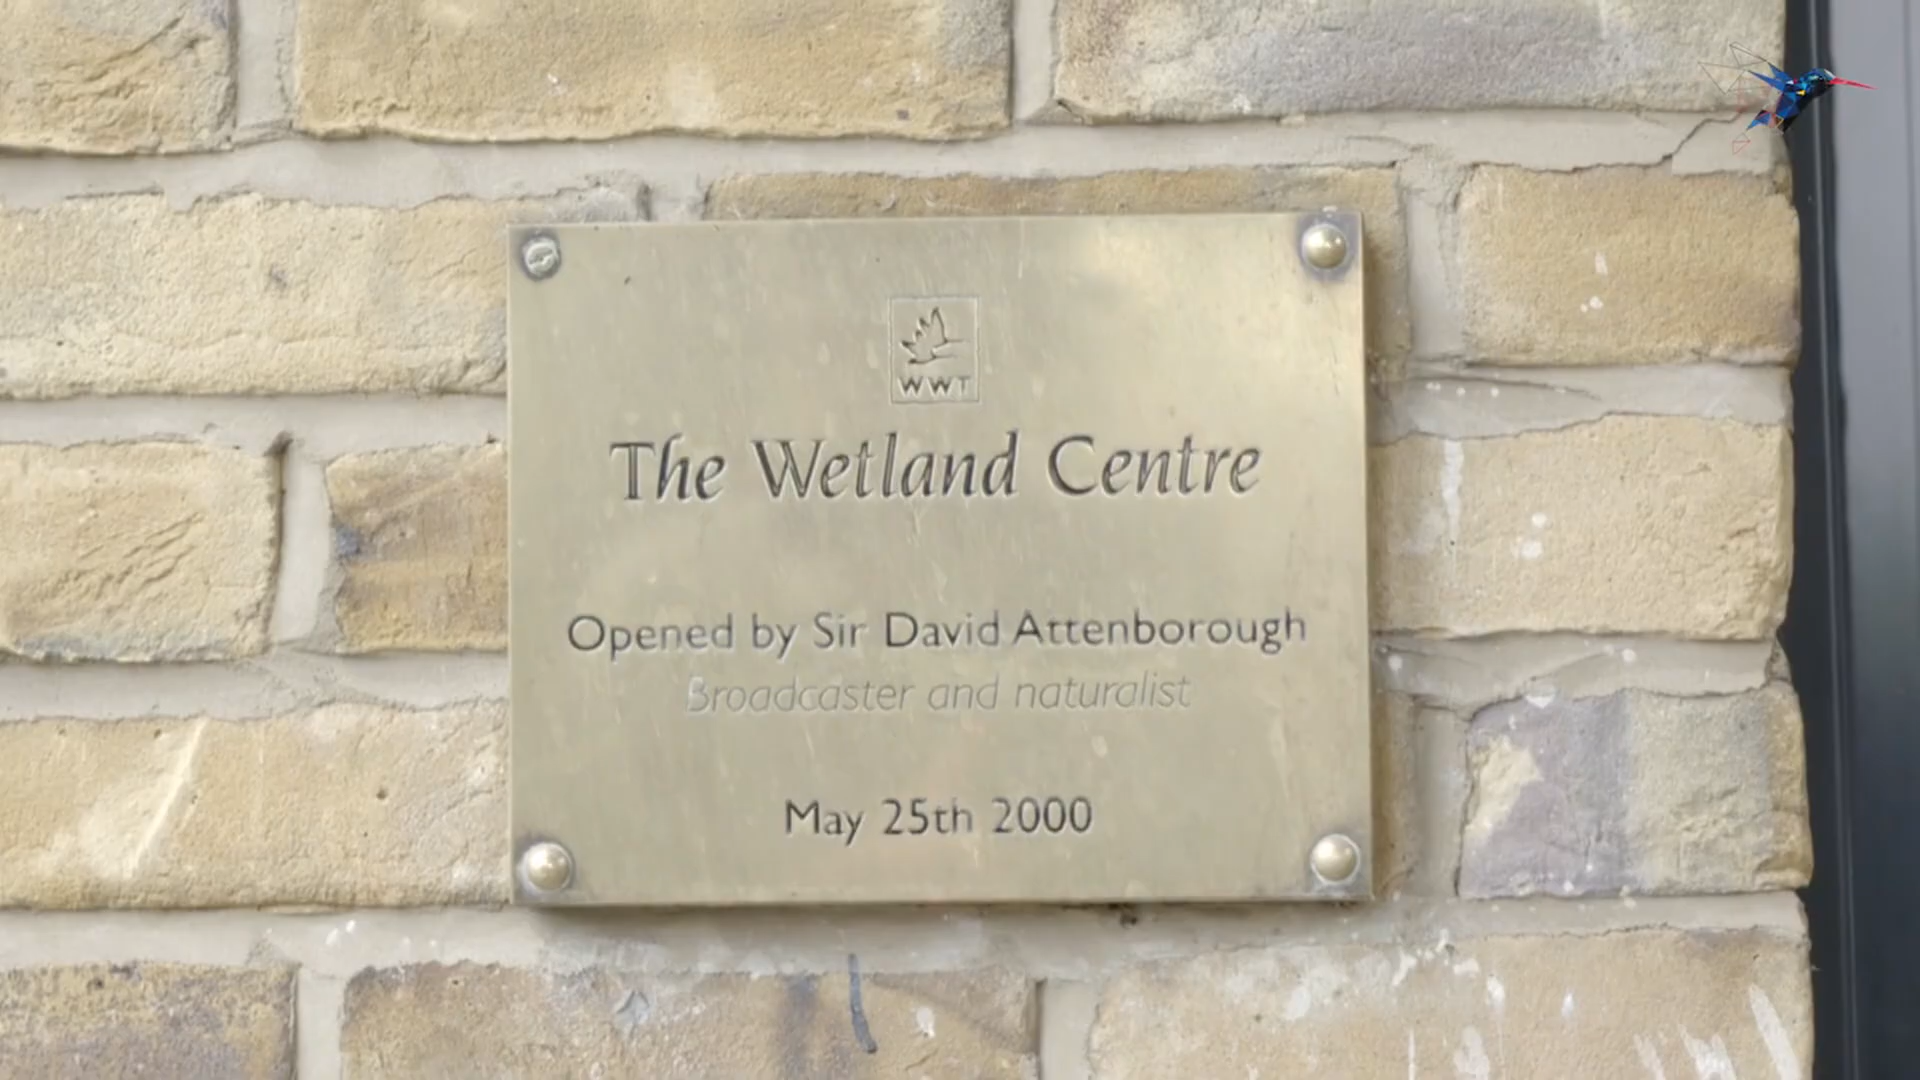 WWT
The Wetland Centre
Opened by Sir David Attenborough
Broadcaster and naturalist
May 25th 2000